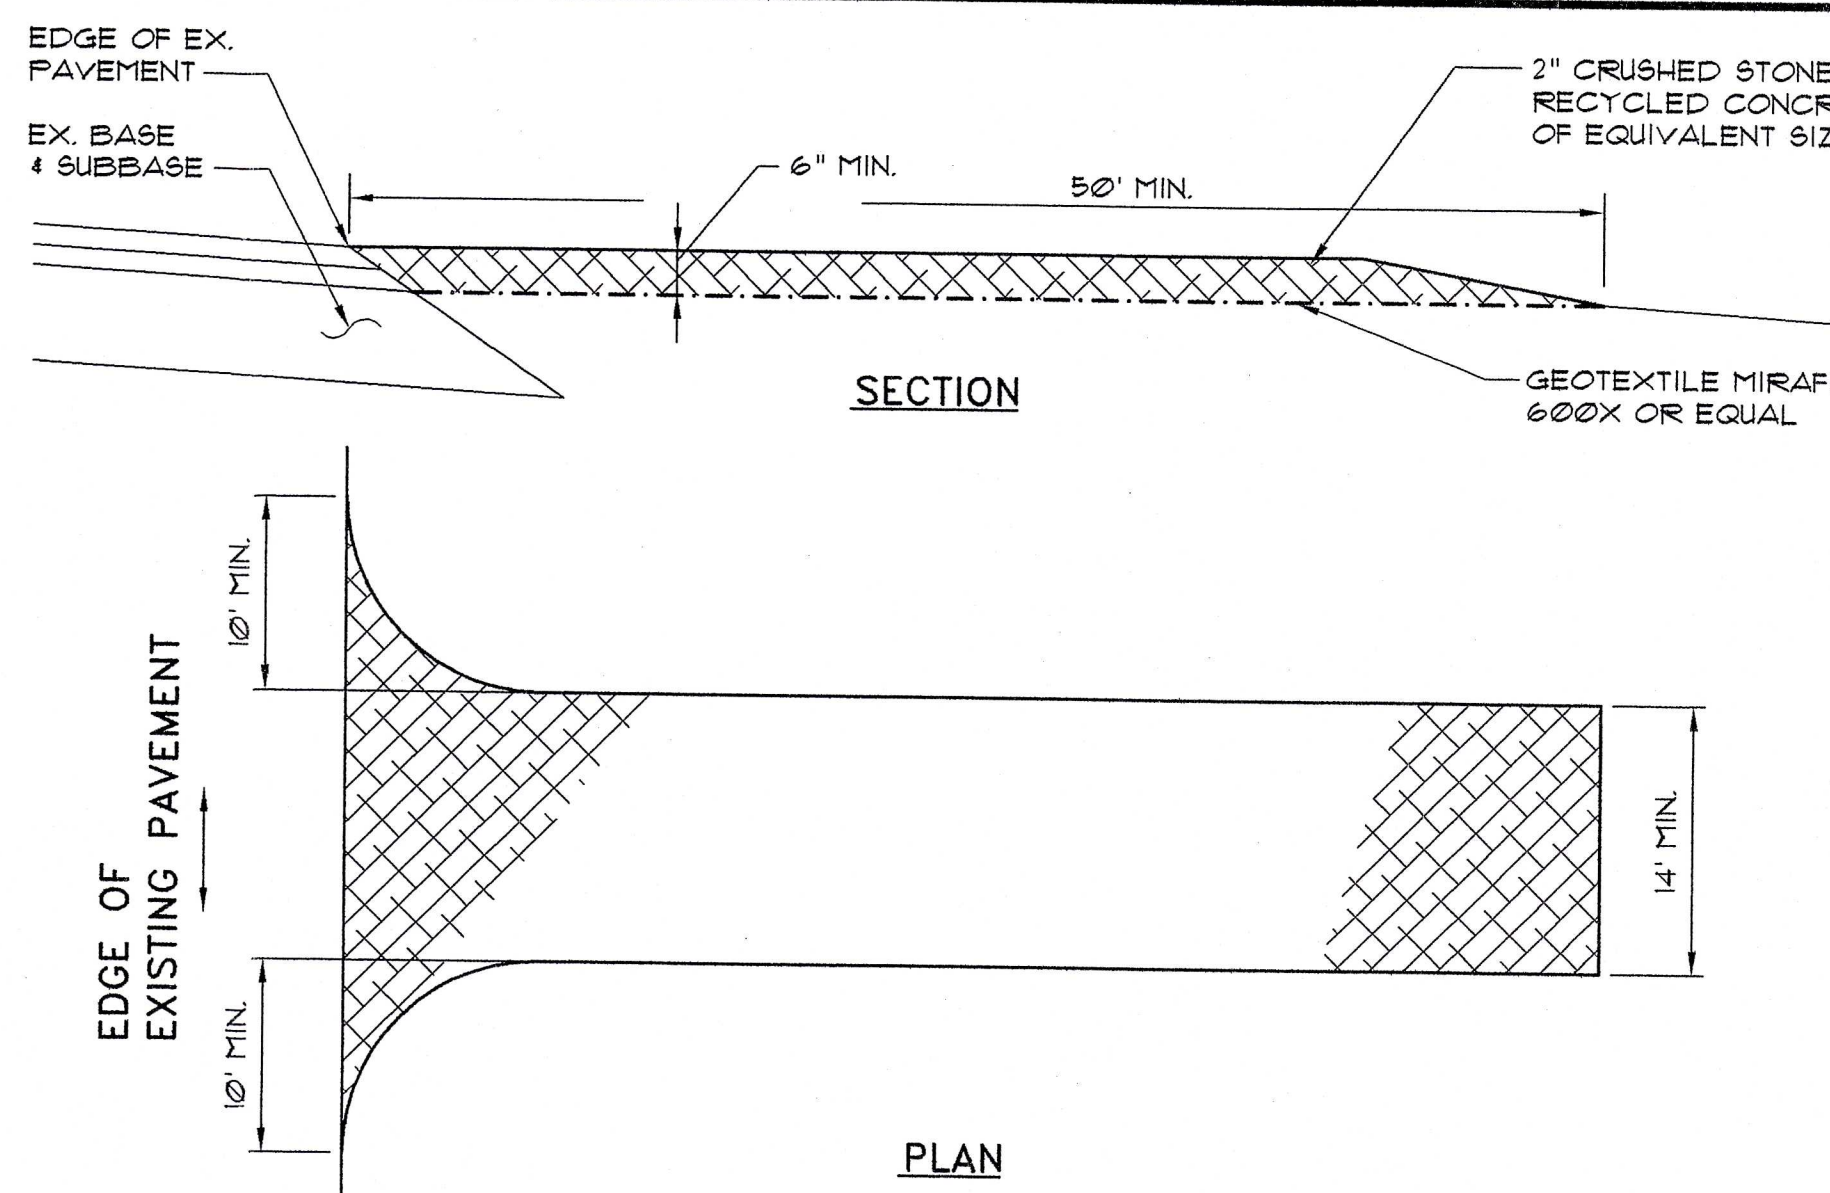 EDGE OF EX.
PAVEMENT
EX. BASE
& SUBBASE
6" MIN.
50' MIN.
2" CRUSHED STONE
RECYCLED CONCR
OF EQUIVALENT SIZ
SECTION
GEOTEXTILE MIRAF
600X OR EQUAL
10' MIN.
EDGE OF
EXISTING PAVEMENT
14' MIN.
10' MIN.
PLAN